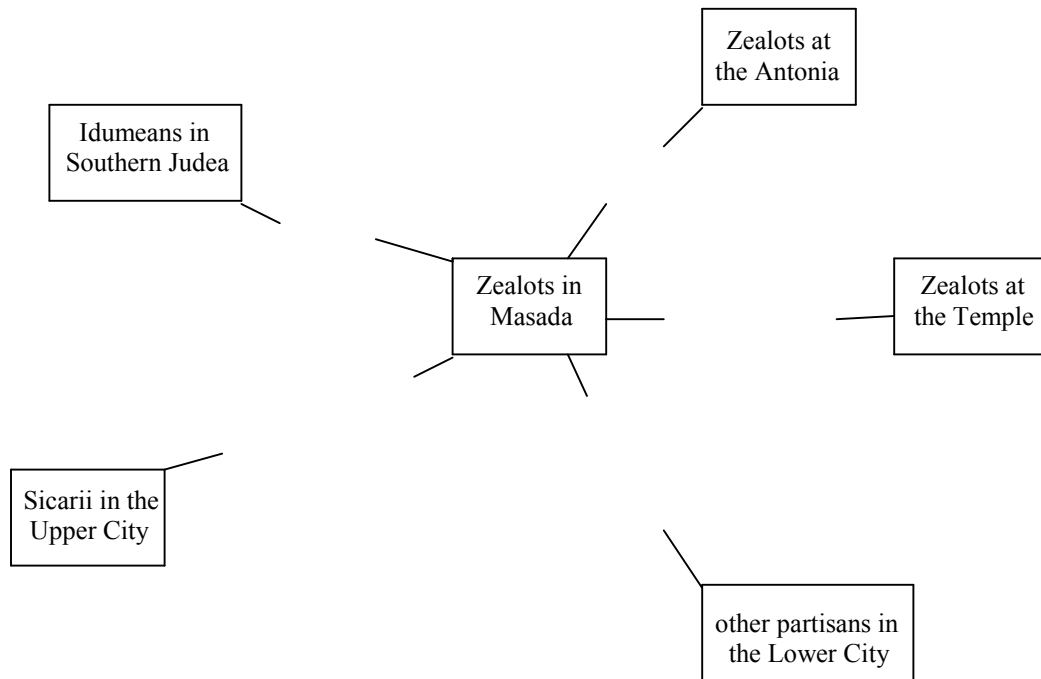 Zealots at
the Antonia
Idumeans in
Southern Judea
Zealots in
Masada
Zealots at
the Temple
Sicarii in the
Upper City
other partisans in
the Lower City